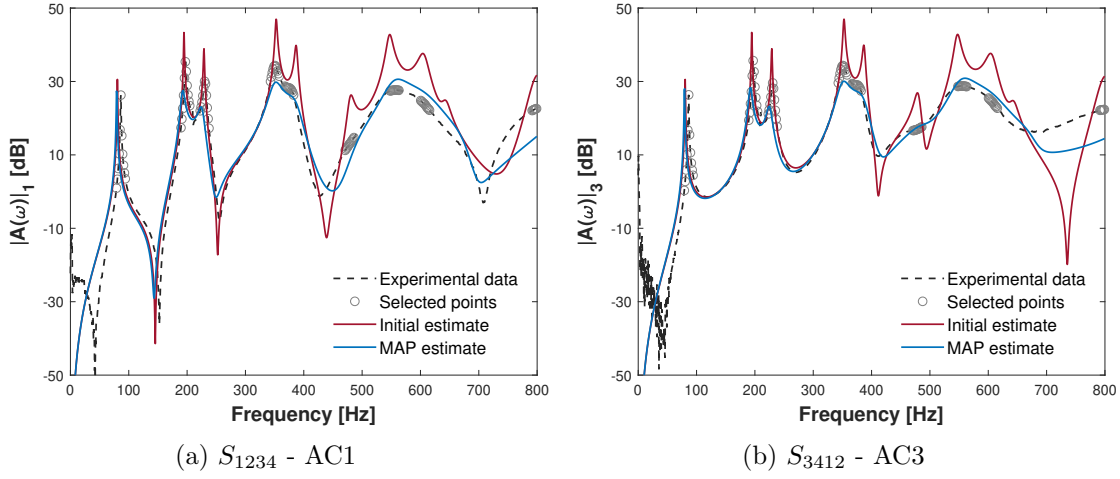 50
30
10
-10
-30
-50
|A(ω)|₁ [dB]
Experimental data
Selected points
Initial estimate
MAP estimate
0 100 200 300 400 500 600 700 800
Frequency [Hz]
(a) S₁₂₃₄ - AC1
50
30
10
-10
-30
-50
|A(ω)|₃ [dB]
Experimental data
Selected points
Initial estimate
MAP estimate
0 100 200 300 400 500 600 700 800
Frequency [Hz]
(b) S₃₄₁₂ - AC3